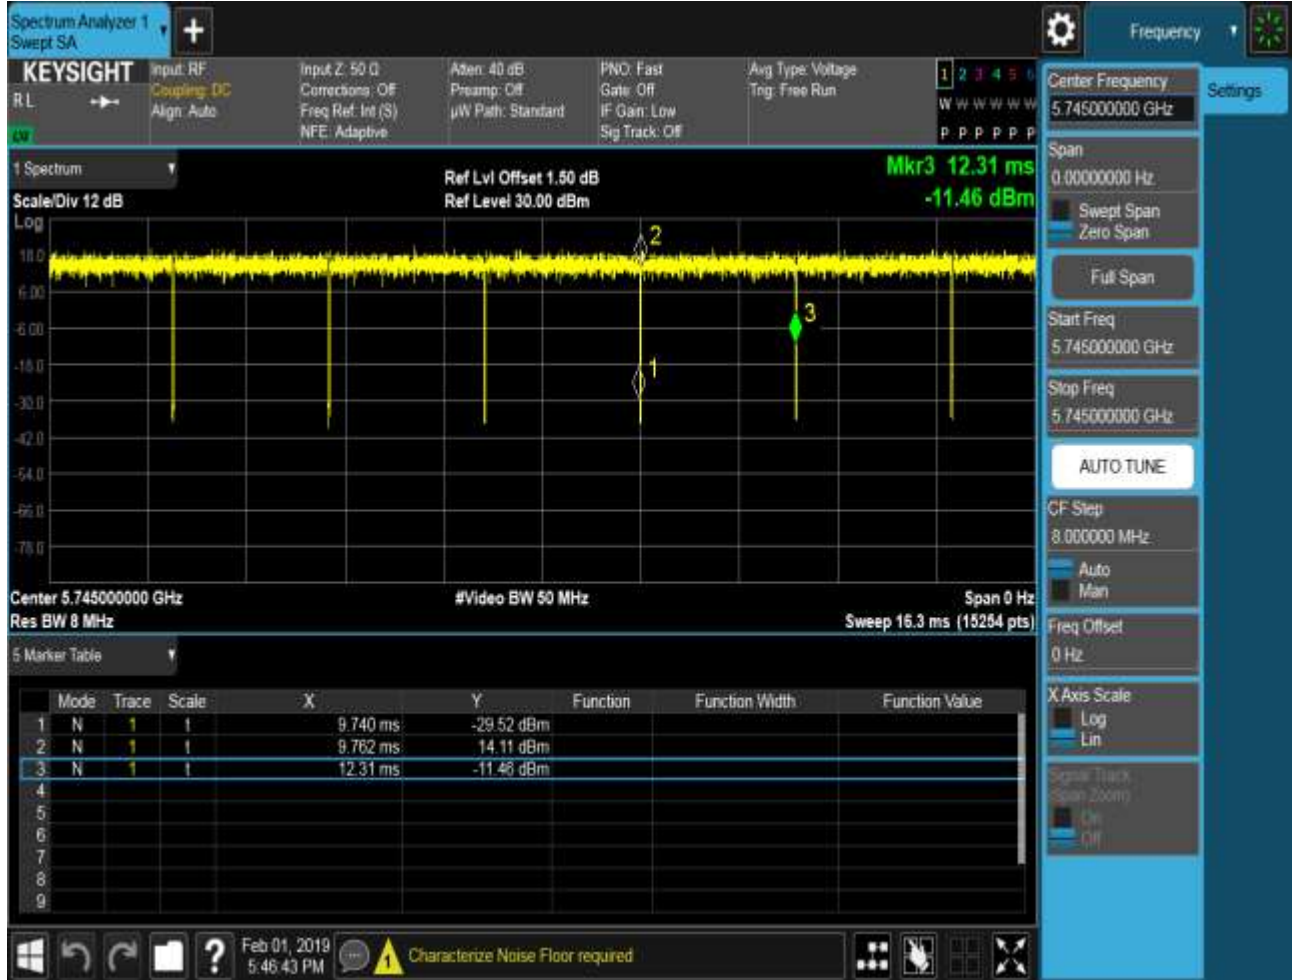 Spectrum Analyzer 1
Swept SA
Frequency
KEYSIGHT
R L
Input: RF
Coupling: DC
Align: Auto
Input Z: 50 Ω
Corrections: Off
Freq Ref: Int (S)
NFE: Adaptive
Atten: 40 dB
Preamp: Off
µW Path: Standard
PNO: Fast
Gate: Off
IF Gain: Low
Sig Track: Off
Avg Type: Voltage
Trig: Free Run
1 2 3 4 5 6
W W W W W W
P P P P P P
1 Spectrum
Scale/Div 12 dB
Ref Lvl Offset 1.50 dB
Ref Level 30.00 dBm
Mkr3 12.31 ms
-11.46 dBm
Log
18.0
6.00
-6.00
-18.0
-30.0
-42.0
-54.0
-66.0
-78.0
2
3
1
Center 5.745000000 GHz
#Video BW 50 MHz
Span 0 Hz
Res BW 8 MHz
Sweep 16.3 ms (15254 pts)
5 Marker Table
Mode Trace Scale X Y Function Function Width Function Value
1 N 1 t 9.740 ms -29.52 dBm
2 N 1 t 9.762 ms 14.11 dBm
3 N 1 t 12.31 ms -11.46 dBm
4
5
6
7
8
9
Center Frequency
5.745000000 GHz
Settings
Span
0.00000000 Hz
Swept Span
Zero Span
Full Span
Start Freq
5.745000000 GHz
Stop Freq
5.745000000 GHz
AUTO TUNE
CF Step
8.000000 MHz
Auto
Man
Freq Offset
0 Hz
X Axis Scale
Log
Lin
Signal Track
(Span Zoom)
On
Off
?
Feb 01, 2019
5:46:43 PM
1
Characterize Noise Floor required